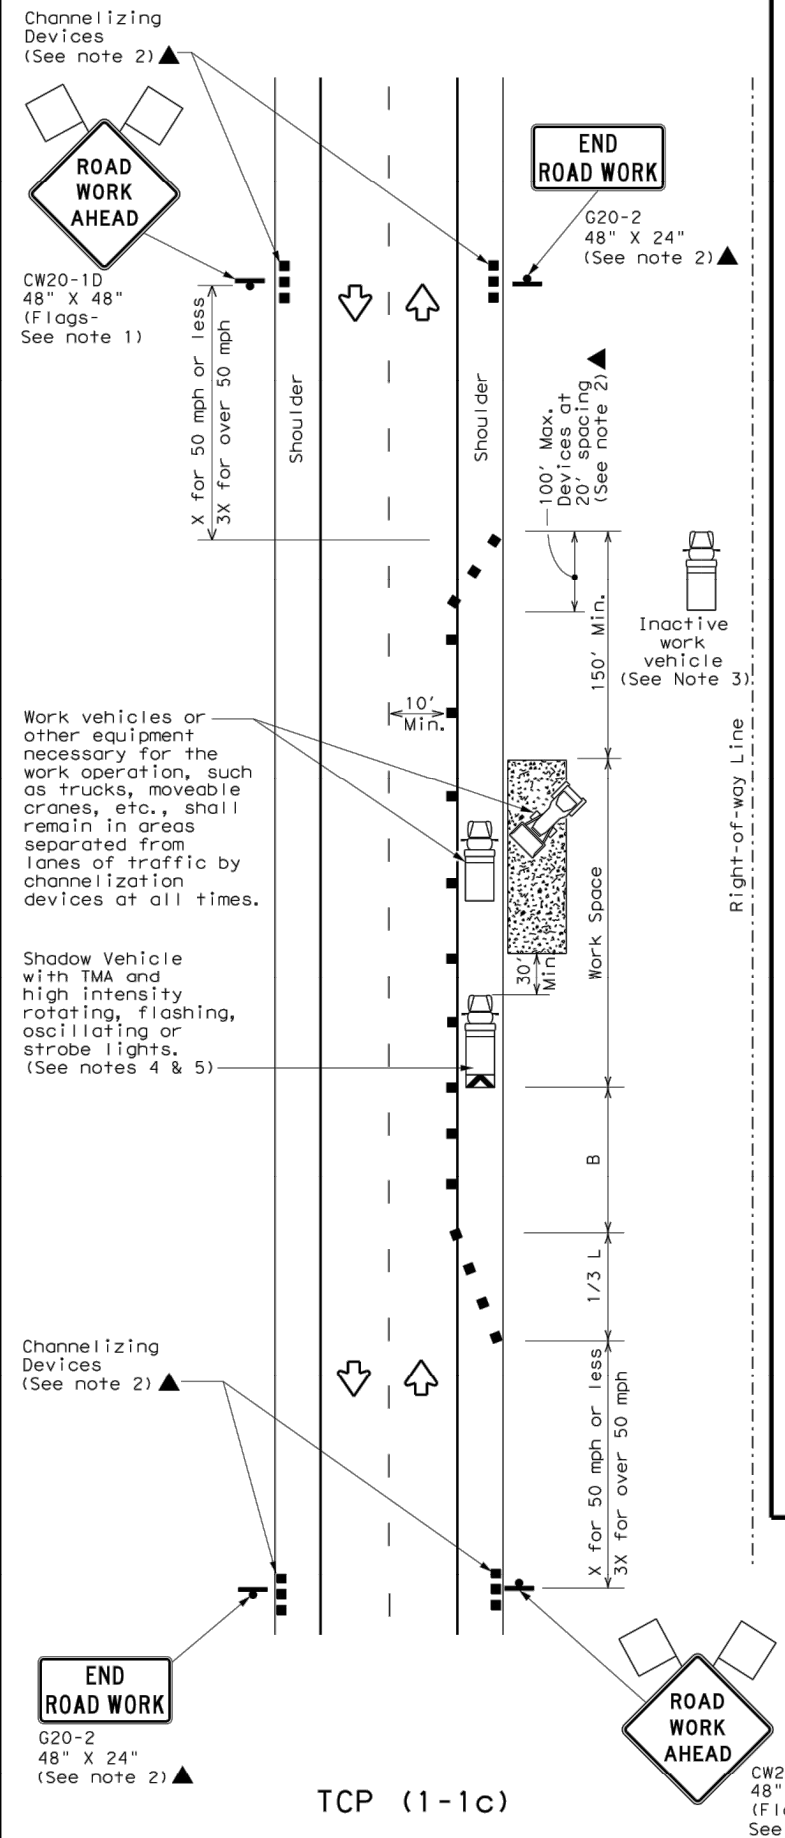 Channelizing
Devices
(See note 2)
ROAD
WORK
AHEAD
CW20-1D
48" X 48"
(Flags-
See note 1)
END
ROAD WORK
G20-2
48" X 24"
(See note 2)
X for 50 mph or less
3X for over 50 mph
Shoulder
Shoulder
100' Max.
Devices at
20' spacing
(See note 2)
150' Min.
Inactive
work
vehicle
(See Note 3)
10'
Min.
Work vehicles or
other equipment
necessary for the
work operation, such
as trucks, moveable
cranes, etc., shall
remain in areas
separated from
lanes of traffic by
channelization
devices at all times.
Right-of-way Line
Work Space
30'
Min.
Shadow Vehicle
with TMA and
high intensity
rotating, flashing,
oscillating or
strobe lights.
(See notes 4 & 5)
B
1/3 L
Channelizing
Devices
(See note 2)
X for 50 mph or less
3X for over 50 mph
END
ROAD WORK
G20-2
48" X 24"
(See note 2)
ROAD
WORK
AHEAD
CW2
48"
(Fla
See
TCP (1-1c)